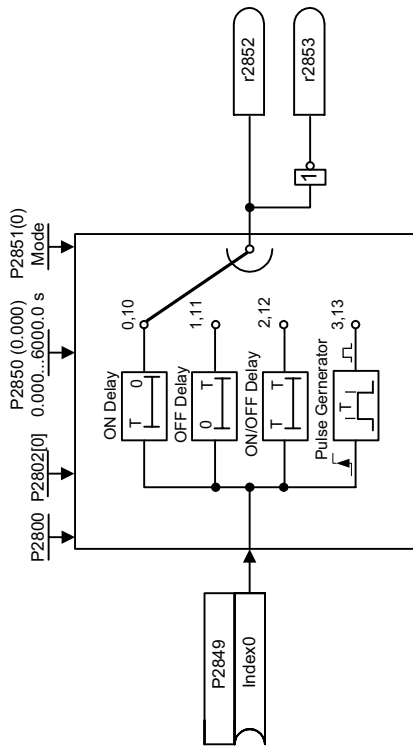 P2800
P2802[0]
P2850 (0.000)
0.000...6000.0 s
P2851(0)
Mode
ON Delay
T 0
0,10
OFF Delay
0 T
1,11
ON/OFF Delay
T T
2,12
Pulse Gernerator
T
3,13
P2849
Index0
1
r2852
r2853